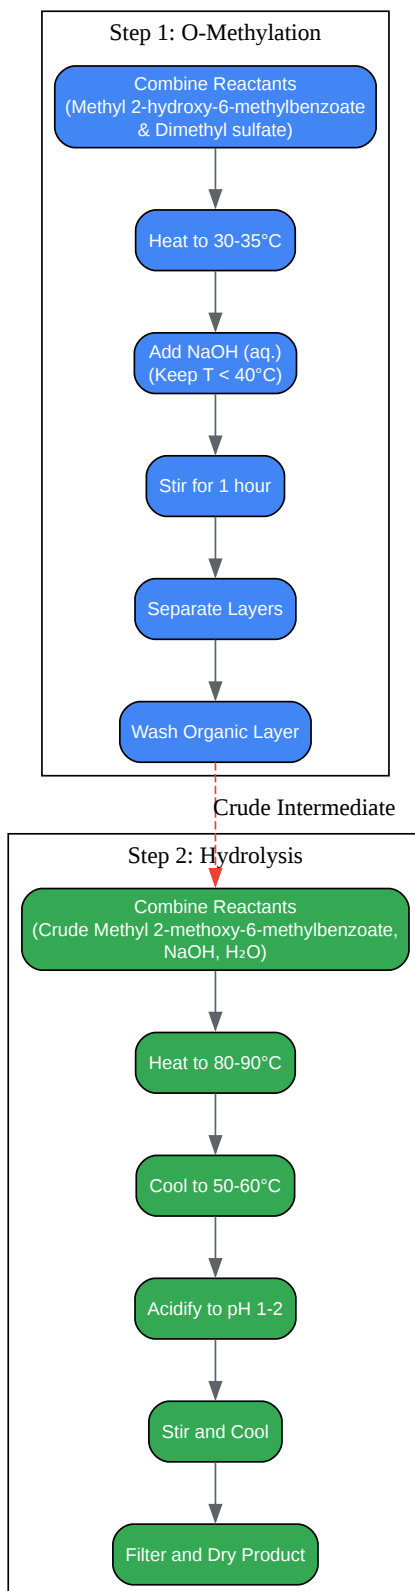 Step 1: O-Methylation
Combine Reactants
(Methyl 2-hydroxy-6-methylbenzoate
& Dimethyl sulfate)
Heat to 30-35°C
Add NaOH (aq.)
(Keep T < 40°C)
Stir for 1 hour
Separate Layers
Wash Organic Layer
Crude Intermediate
Step 2: Hydrolysis
Combine Reactants
(Crude Methyl 2-methoxy-6-methylbenzoate,
NaOH, H₂O)
Heat to 80-90°C
Cool to 50-60°C
Acidify to pH 1-2
Stir and Cool
Filter and Dry Product